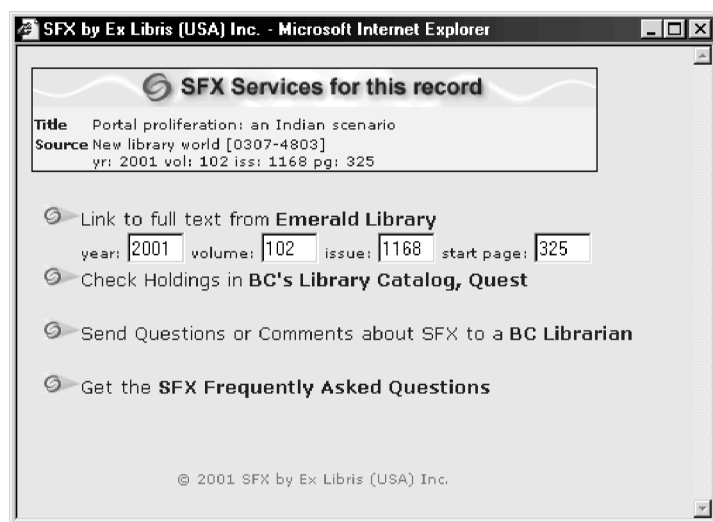 SFX by Ex Libris (USA) Inc. - Microsoft Internet Explorer
SFX Services for this record
Title Portal proliferation: an Indian scenario
Source New library world [0307-4803]
yr: 2001 vol: 102 iss: 1168 pg: 325
Link to full text from Emerald Library
year: 2001 volume: 102 issue: 1168 start page: 325
Check Holdings in BC's Library Catalog, Quest
Send Questions or Comments about SFX to a BC Librarian
Get the SFX Frequently Asked Questions
© 2001 SFX by Ex Libris (USA) Inc.